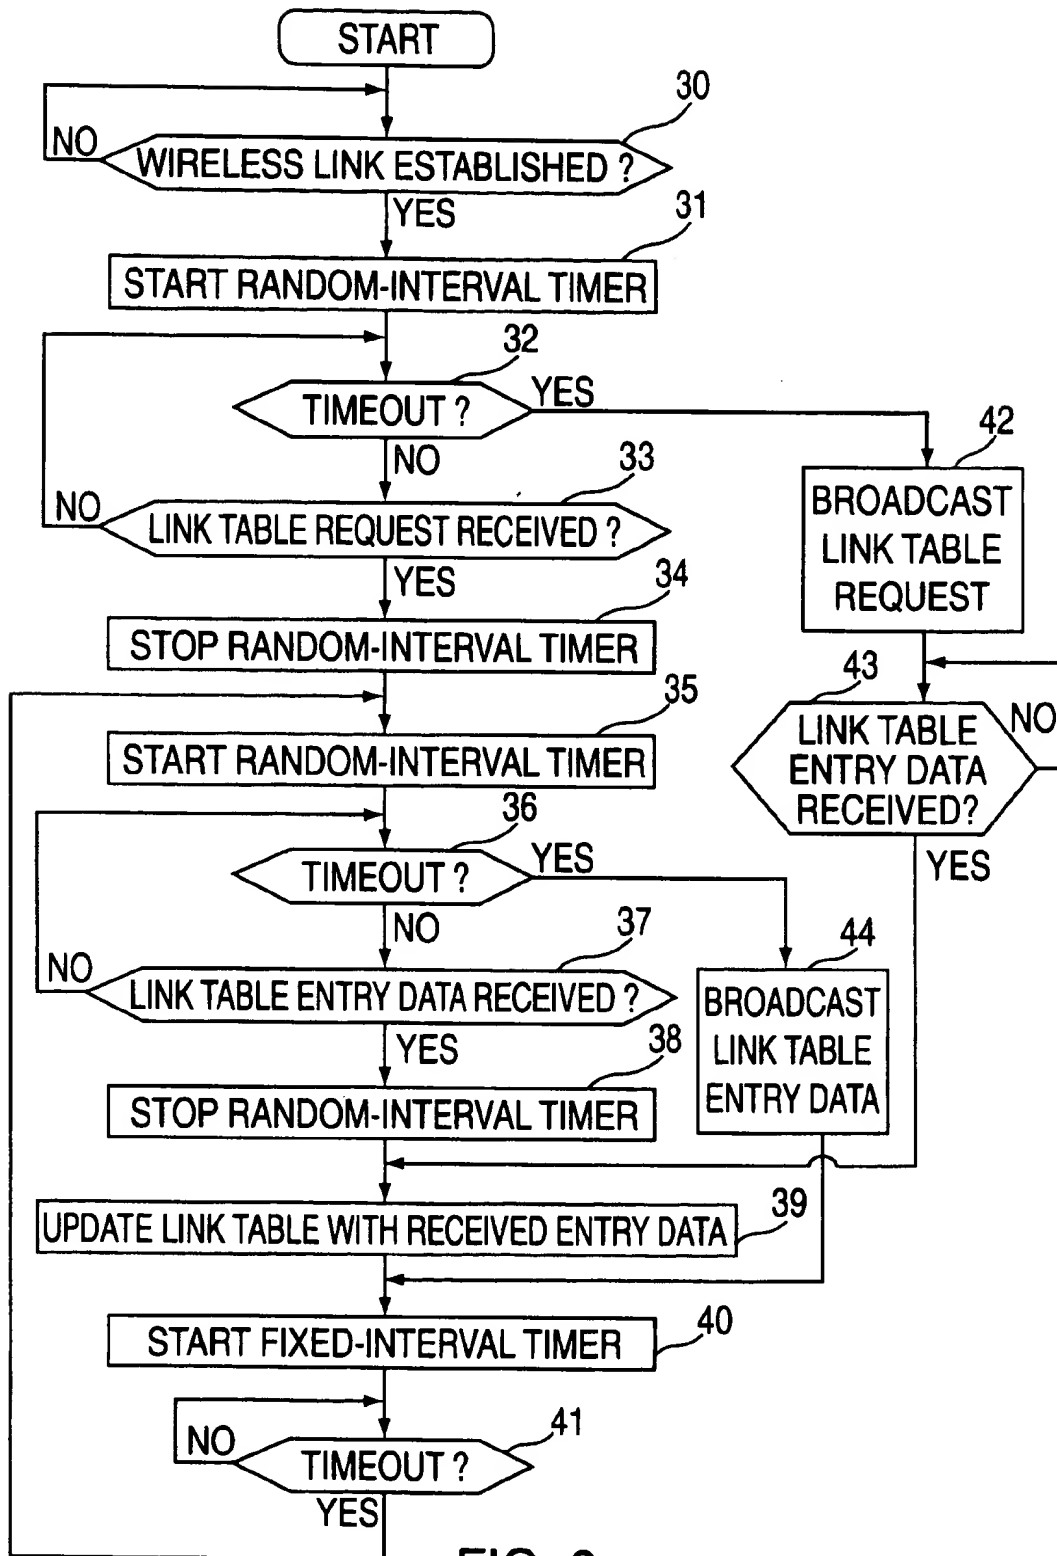 START
30
NO
WIRELESS LINK ESTABLISHED ?
YES
31
START RANDOM-INTERVAL TIMER
32
TIMEOUT ?
YES
NO
42
BROADCAST
LINK TABLE
REQUEST
33
NO
LINK TABLE REQUEST RECEIVED ?
YES
34
STOP RANDOM-INTERVAL TIMER
43
LINK TABLE
ENTRY DATA
RECEIVED?
NO
YES
35
START RANDOM-INTERVAL TIMER
36
TIMEOUT ?
YES
NO
44
BROADCAST
LINK TABLE
ENTRY DATA
37
NO
LINK TABLE ENTRY DATA RECEIVED ?
YES
38
STOP RANDOM-INTERVAL TIMER
39
UPDATE LINK TABLE WITH RECEIVED ENTRY DATA
40
START FIXED-INTERVAL TIMER
41
NO
TIMEOUT ?
YES